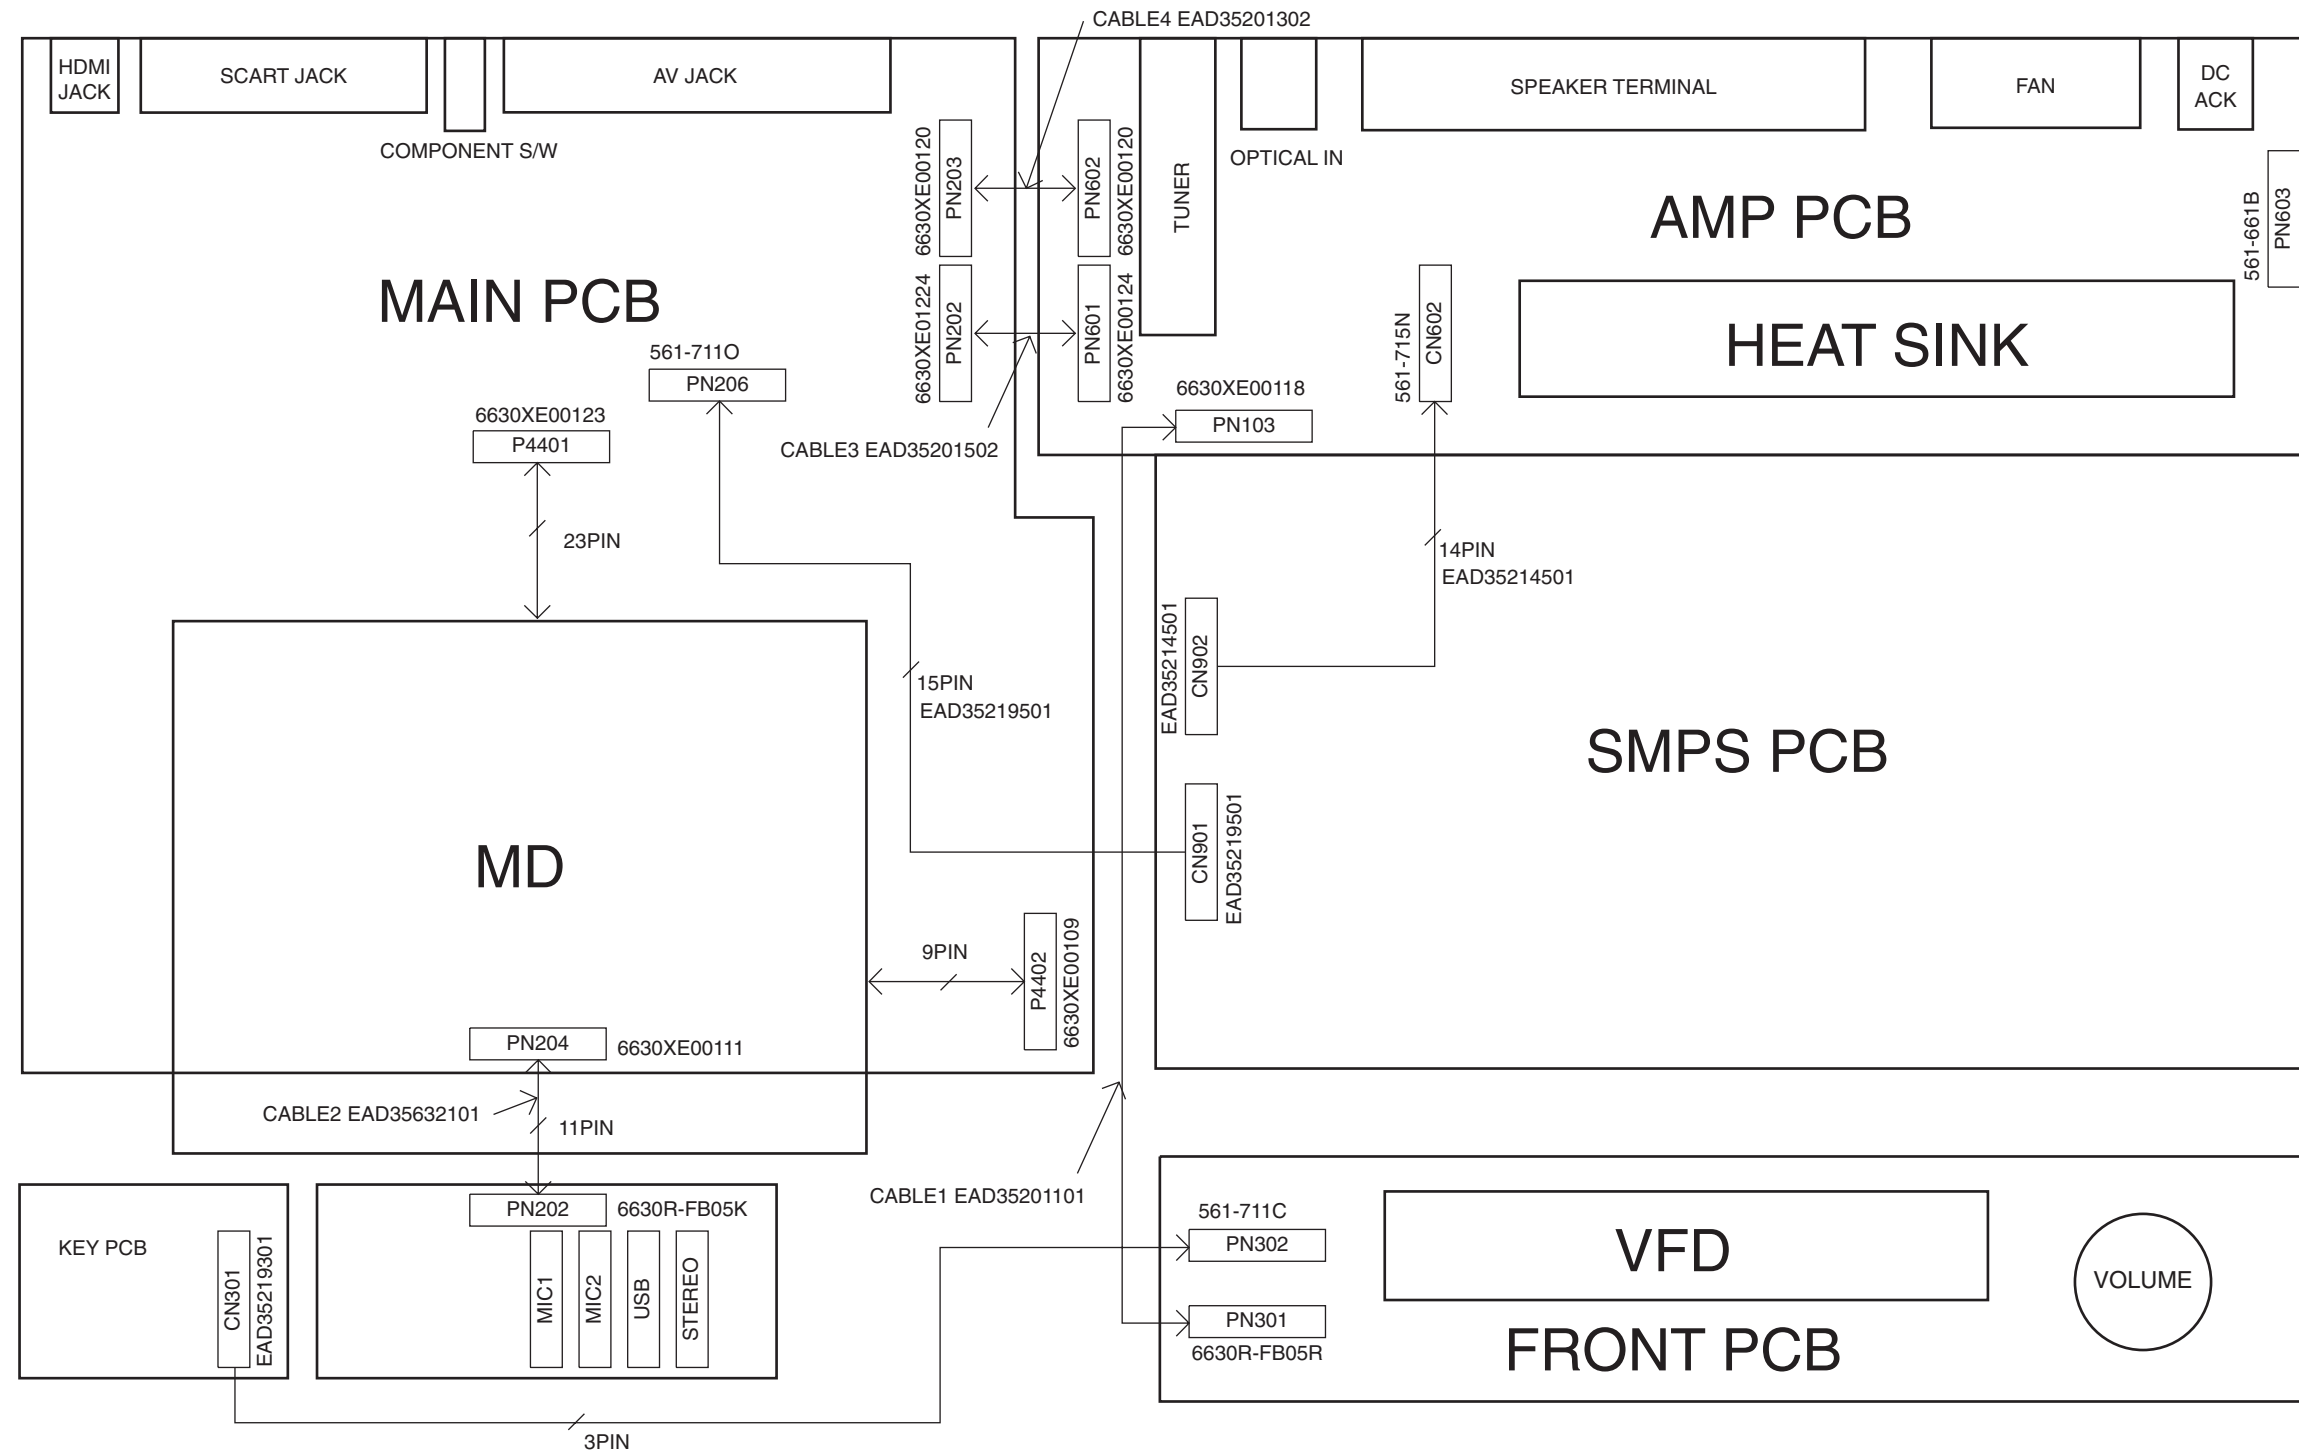 CABLE4 EAD35201302
HDMI
JACK
SCART JACK
COMPONENT S/W
AV JACK
SPEAKER TERMINAL
FAN
DC
ACK
OPTICAL IN
TUNER
6630XE00120
PN203
PN602
6630XE00120
AMP PCB
561-661B
PN603
MAIN PCB
6630XE01224
PN202
PN601
6630XE00124
561-715N
CN602
HEAT SINK
561-711O
PN206
6630XE00118
PN103
6630XE00123
P4401
CABLE3 EAD35201502
23PIN
14PIN
EAD35214501
EAD35214501
CN902
15PIN
EAD35219501
SMPS PCB
CN901
EAD35219501
MD
9PIN
P4402
6630XE00109
PN204
6630XE00111
CABLE2 EAD35632101
11PIN
CABLE1 EAD35201101
PN202
6630R-FB05K
KEY PCB
CN301
EAD35219301
MIC1
MIC2
USB
STEREO
561-711C
PN302
PN301
6630R-FB05R
VFD
FRONT PCB
VOLUME
3PIN